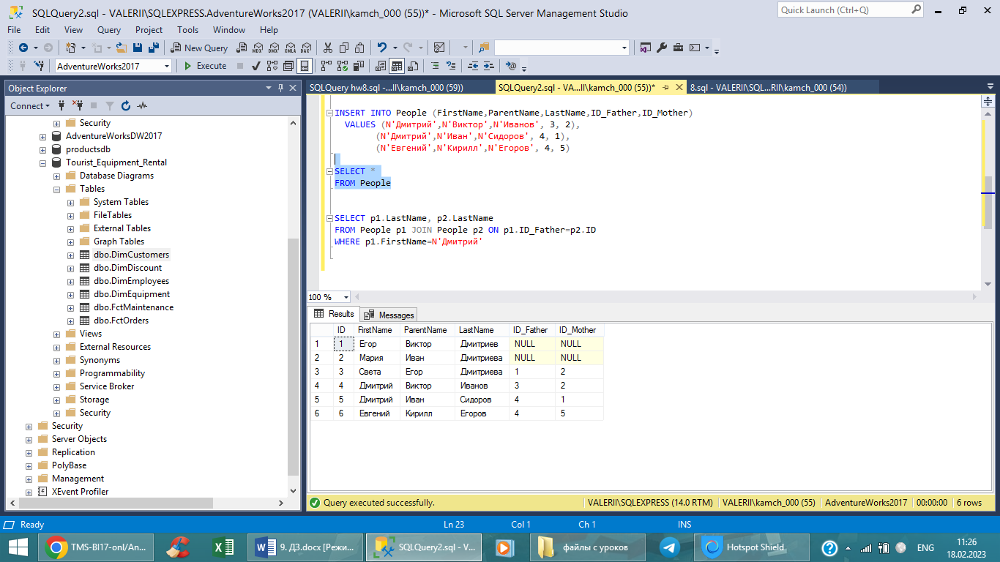 SQLQuery2.sql - VALERII\SQLEXPRESS.AdventureWorks2017 (VALERII\kamch_000 (55))* - Microsoft SQL Server Management Studio
Quick Launch (Ctrl+Q)
File Edit View Query Project Tools Window Help
New Query MDX DMX XMLA DAX
AdventureWorks2017 Execute
Object Explorer
SQLQuery hw8.sql -...II\kamch_000 (59)) SQLQuery2.sql - VA...II\kamch_000 (55))* 8.sql - VALERII\SQL...RII\kamch_000 (54))
Connect
Security
AdventureWorksDW2017
productsdb
Tourist_Equipment_Rental
Database Diagrams
Tables
System Tables
FileTables
External Tables
Graph Tables
dbo.DimCustomers
dbo.DimDiscount
dbo.DimEmployees
dbo.DimEquipment
dbo.FctMaintenance
dbo.FctOrders
Views
External Resources
Synonyms
Programmability
Service Broker
Storage
Security
Security
Server Objects
Replication
PolyBase
Management
XEvent Profiler
INSERT INTO People (FirstName,ParentName,LastName,ID_Father,ID_Mother)
VALUES (N'Дмитрий',N'Виктор',N'Иванов', 3, 2),
(N'Дмитрий',N'Иван',N'Сидоров', 4, 1),
(N'Евгений',N'Кирилл',N'Егоров', 4, 5)
SELECT *
FROM People
SELECT p1.LastName, p2.LastName
FROM People p1 JOIN People p2 ON p1.ID_Father=p2.ID
WHERE p1.FirstName=N'Дмитрий'
100 %
Results Messages
ID FirstName ParentName LastName ID_Father ID_Mother
1 1 Егор Виктор Дмитриев NULL NULL
2 2 Мария Иван Дмитриева NULL NULL
3 3 Света Егор Дмитриева 1 2
4 4 Дмитрий Виктор Иванов 3 2
5 5 Дмитрий Иван Сидоров 4 1
6 6 Евгений Кирилл Егоров 4 5
Query executed successfully. VALERII\SQLEXPRESS (14.0 RTM) VALERII\kamch_000 (55) AdventureWorks2017 00:00:00 6 rows
Ready Ln 23 Col 1 Ch 1 INS
TMS-BI17-onl/An... 9. ДЗ.docx [Режи... SQLQuery2.sql - V... файлы с уроков Hotspot Shield ENG 11:26
18.02.2023